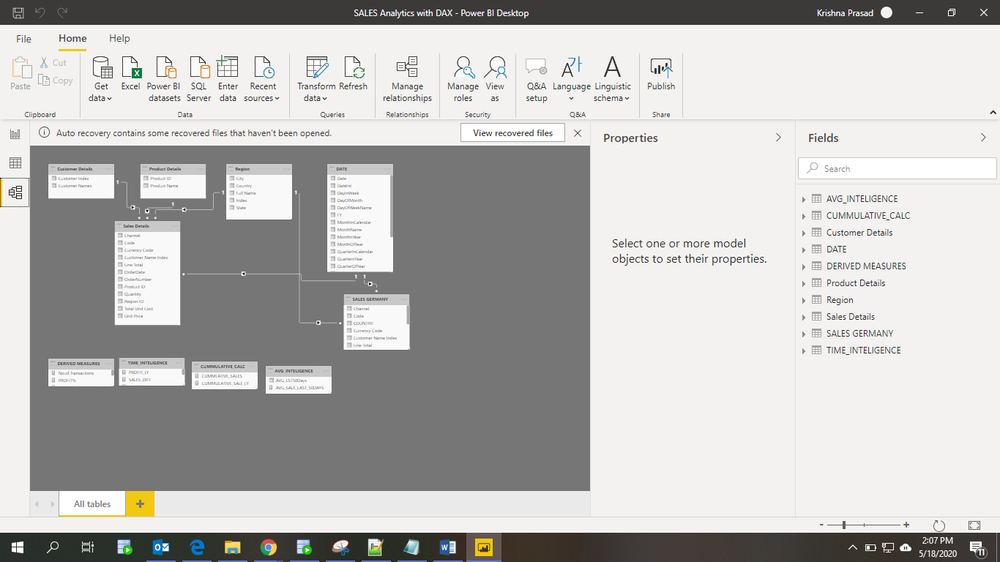 SALES Analytics with DAX - Power BI Desktop
Krishna Prasad
File Home Help
Paste
Cut
Copy
Get data
Excel
Power BI datasets
SQL Server
Enter data
Recent sources
Transform data
Refresh
Manage relationships
Manage roles
View as
Q&A setup
Language
Linguistic schema
Publish
Clipboard Data Queries Relationships Security Q&A Share
Auto recovery contains some recovered files that haven't been opened.
View recovered files
Customer Details
Customer Index
Customer Names
Product Details
Product ID
Product Name
Region
City
Country
Full Name
Index
State
DATE
Date
DateInt
DayInWeek
DayOfMonth
DayOfWeekName
FY
MonthInCalendar
MonthName
MonthnYear
MonthOfYear
QuarterInCalendar
QuarternYear
QuarterOfYear
1
1
1
1
Sales Details
Channel
Code
Currency Code
Customer Name Index
Line Total
OrderDate
OrderNumber
Product ID
Quantity
Region ID
Total Unit Cost
Unit Price
1
1
SALES GERMANY
Channel
Code
COUNTRY
Currency Code
Customer Name Index
Line Total
DERIVED MEASURES
No.of.Transactions
PROFIT%
TIME_INTELIGENCE
PROFIT_LY
SALES_DIFF
CUMMULATIVE_CALC
CUMMLATIVE_SALES
CUMMULATIVE_SALE_LY
AVG_INTELIGENCE
AVG_LST50Days
AVG_SALE_LAST_50DAYS
All tables
Properties
Select one or more model
objects to set their properties.
Fields
Search
AVG_INTELIGENCE
CUMMULATIVE_CALC
Customer Details
DATE
DERIVED MEASURES
Product Details
Region
Sales Details
SALES GERMANY
TIME_INTELIGENCE
2:07 PM
5/18/2020
11